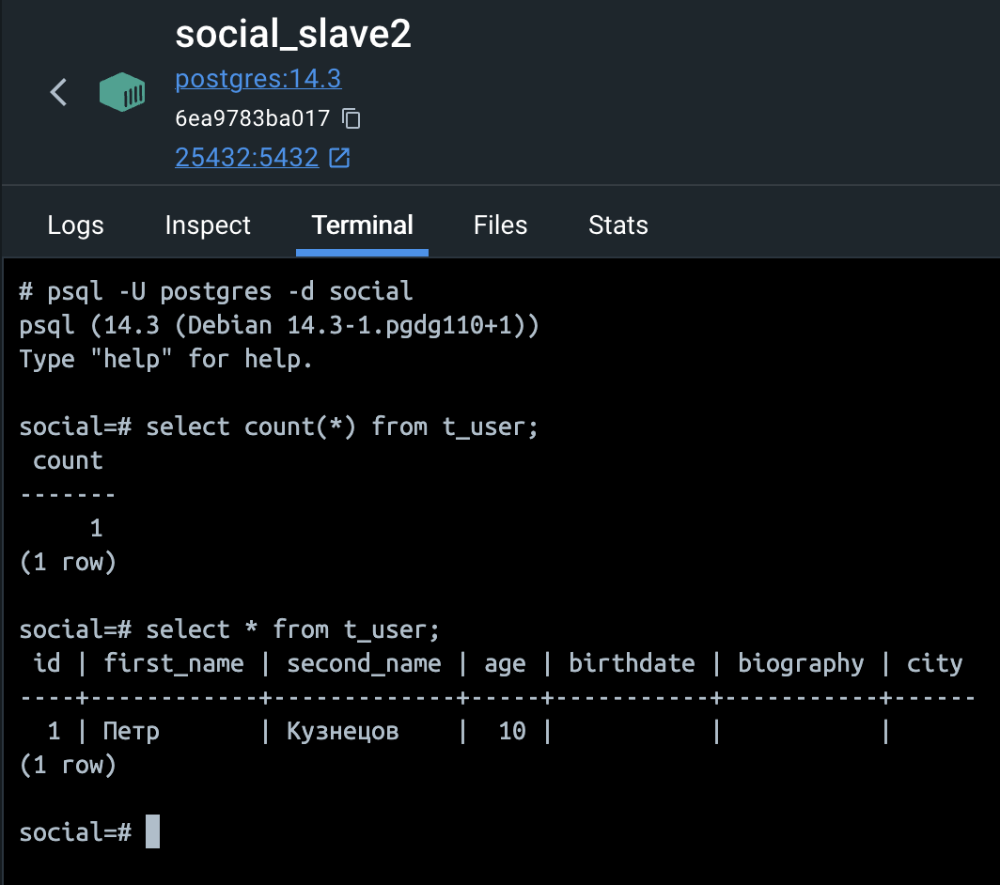 social_slave2
postgres:14.3
6ea9783ba017
25432:5432
Logs Inspect Terminal Files Stats
# psql -U postgres -d social
psql (14.3 (Debian 14.3-1.pgdg110+1))
Type "help" for help.
social=# select count(*) from t_user;
 count
-------
     1
(1 row)
social=# select * from t_user;
 id | first_name | second_name | age | birthdate | biography | city
----+------------+-------------+-----+-----------+-----------+------
  1 | Петр       | Кузнецов    |  10 |           |           |
(1 row)
social=#